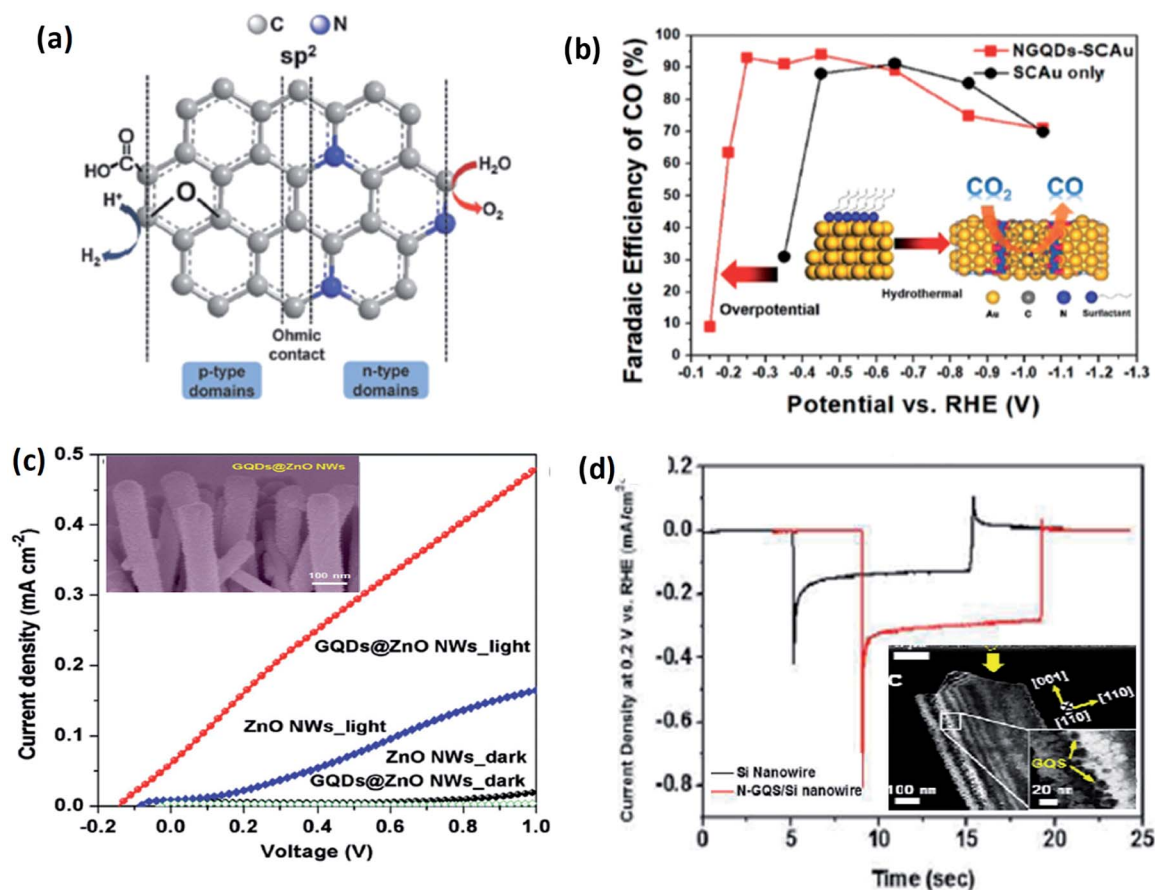 (a)
C
N
sp2
O
C
HO
O
H+
H2
H2O
O2
Ohmic
contact
p-type
domains
n-type
domains
(b)
Faradaic Efficiency of CO (%)
100
90
80
70
60
50
40
30
20
10
0
NGQDs-SCAu
SCAu only
CO2
CO
Hydrothermal
Overpotential
Au
C
N
Surfactant
-0.1 -0.2 -0.3 -0.4 -0.5 -0.6 -0.7 -0.8 -0.9 -1.0 -1.1 -1.2 -1.3
Potential vs. RHE (V)
(c)
Current density (mA cm-2)
0.5
0.4
0.3
0.2
0.1
0.0
GQDs@ZnO NWs
100 nm
GQDs@ZnO NWs_light
ZnO NWs_light
ZnO NWs_dark
GQDs@ZnO NWs_dark
-0.2 0.0 0.2 0.4 0.6 0.8 1.0
Voltage (V)
(d)
Current Density at 0.2 V vs. RHE (mA/cm2
0.2
0.0
-0.2
-0.4
-0.6
-0.8
Si Nanowire
N-GQS/Si nanowire
C
[001]
[110]
[1-10]
GQS
100 nm
20 nm
0 5 10 15 20 25
Time (sec)